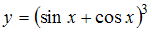 y = (sin x + cos x)³